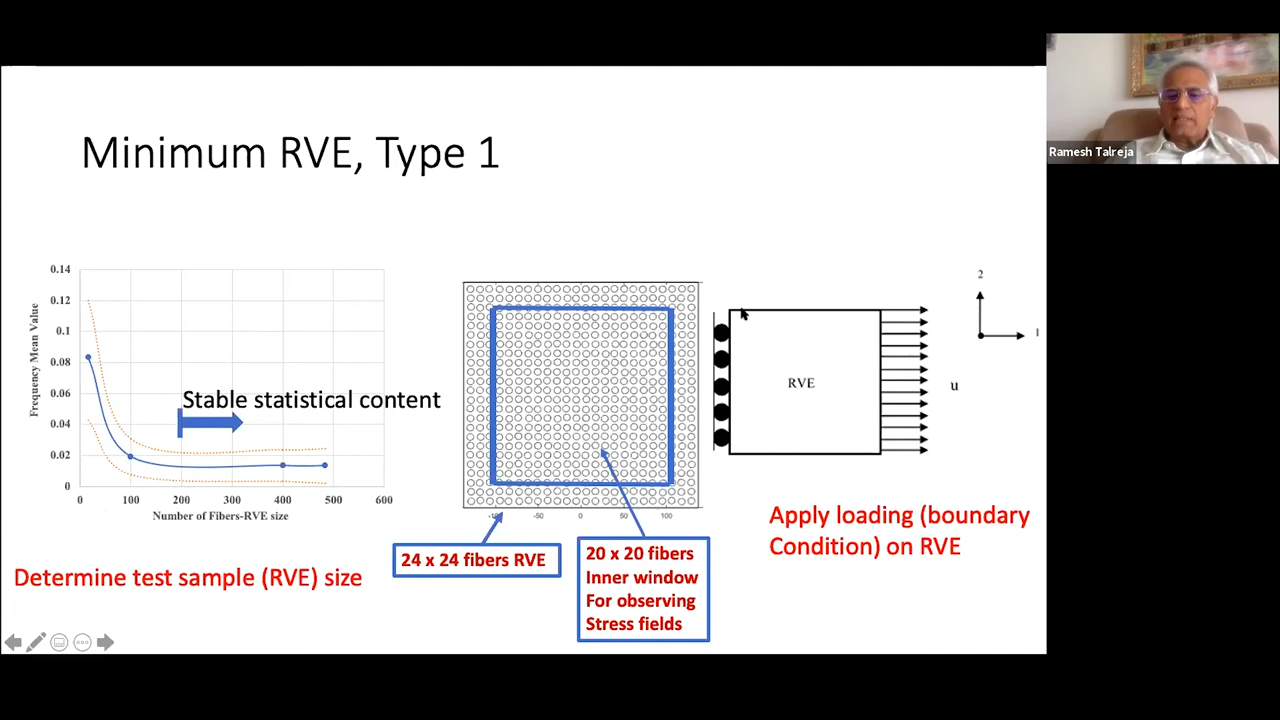 Minimum RVE, Type 1
Ramesh Talreja
0.14
0.12
0.1
0.08
0.06
0.04
0.02
0
Frequency Mean Value
0 100 200 300 400 500 600
Number of Fibers-RVE size
Stable statistical content
Determine test sample (RVE) size
-50 0 50 100
24 x 24 fibers RVE
20 x 20 fibers
Inner window
For observing
Stress fields
RVE
u
2
Apply loading (boundary
Condition) on RVE